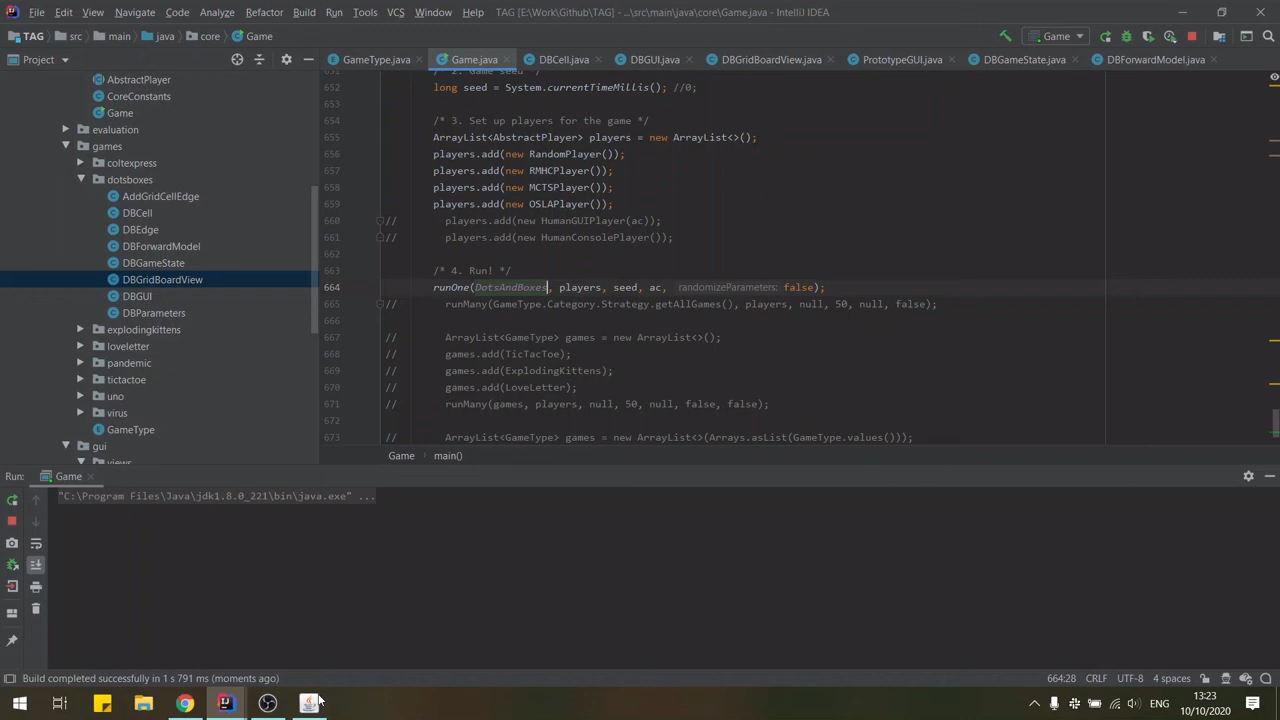 File Edit View Navigate Code Analyze Refactor Build Run Tools VCS Window Help TAG [E:\Work\Github\TAG] - ...\src\main\java\core\Game.java - IntelliJ IDEA
TAG src main java core Game
Game
Project
GameType.java Game.java DBCell.java DBGUI.java DBGridBoardView.java PrototypeGUI.java DBGameState.java DBForwardModel.java
AbstractPlayer
CoreConstants
Game
evaluation
games
coltexpress
dotsboxes
AddGridCellEdge
DBCell
DBEdge
DBForwardModel
DBGameState
DBGridBoardView
DBGUI
DBParameters
explodingkittens
loveletter
pandemic
tictactoe
uno
virus
GameType
gui
views
651 /* 2. Game seed */
652 long seed = System.currentTimeMillis(); //0;
653
654 /* 3. Set up players for the game */
655 ArrayList<AbstractPlayer> players = new ArrayList<>();
656 players.add(new RandomPlayer());
657 players.add(new RMHCPlayer());
658 players.add(new MCTSPlayer());
659 players.add(new OSLAPlayer());
660 // players.add(new HumanGUIPlayer(ac));
661 // players.add(new HumanConsolePlayer());
662
663 /* 4. Run! */
664 runOne(DotsAndBoxes, players, seed, ac, randomizeParameters: false);
665 // runMany(GameType.Category.Strategy.getAllGames(), players, null, 50, null, false);
666
667 // ArrayList<GameType> games = new ArrayList<>();
668 // games.add(TicTacToe);
669 // games.add(ExplodingKittens);
670 // games.add(LoveLetter);
671 // runMany(games, players, null, 50, null, false, false);
672
673 // ArrayList<GameType> games = new ArrayList<>(Arrays.asList(GameType.values()));
Game main()
Run: Game
"C:\Program Files\Java\jdk1.8.0_221\bin\java.exe" ...
Build completed successfully in 1 s 791 ms (moments ago) 664:28 CRLF UTF-8 4 spaces
ENG 13:23
10/10/2020